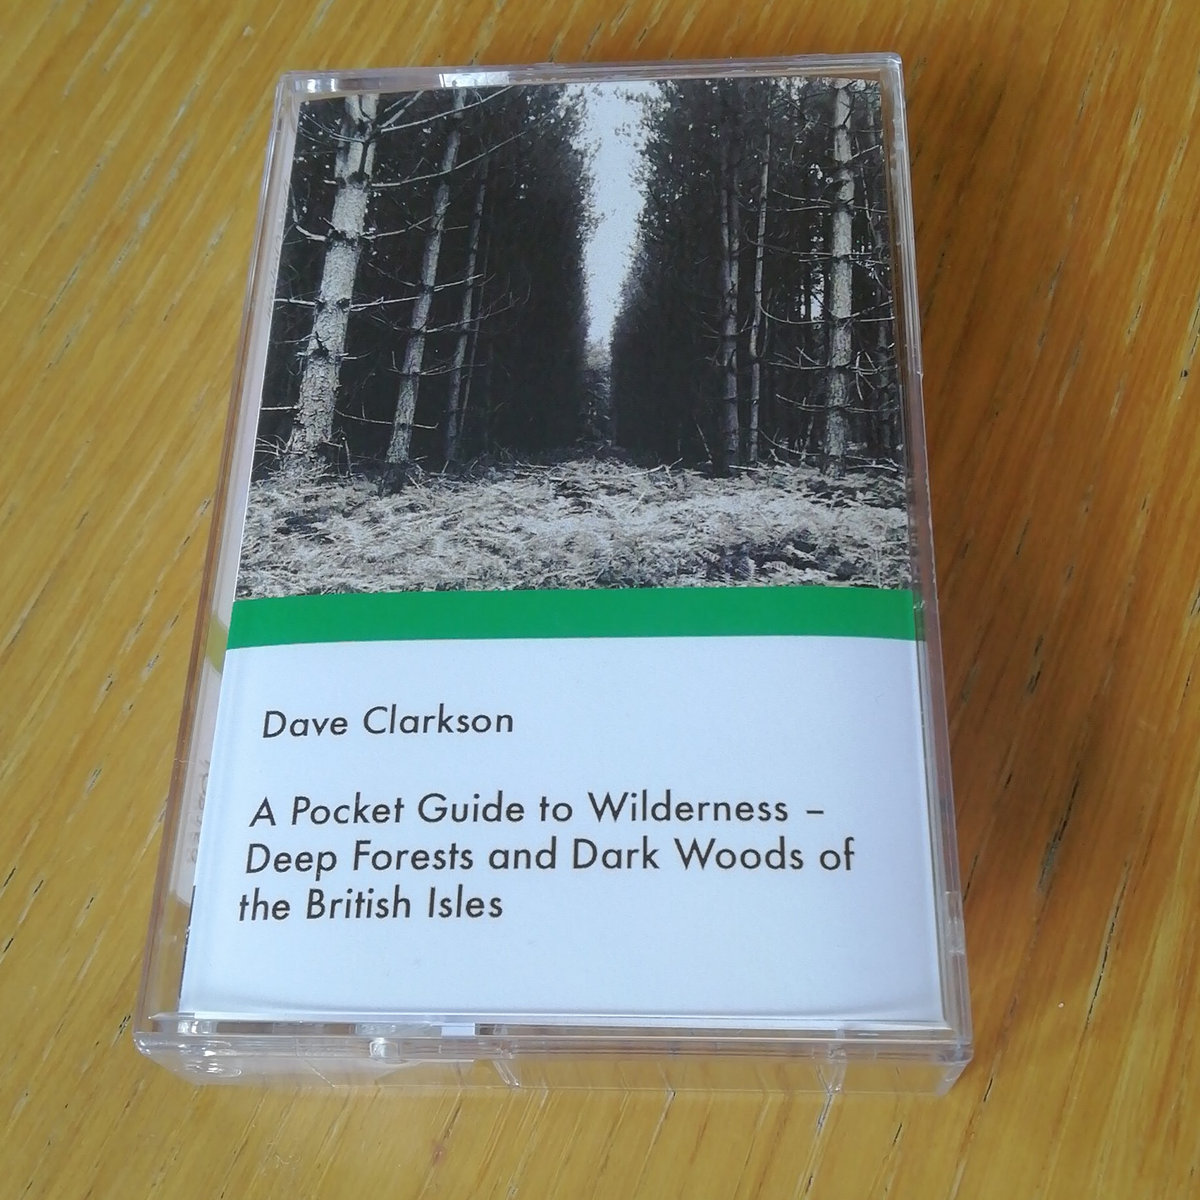 Dave Clarkson
A Pocket Guide to Wilderness –
Deep Forests and Dark Woods of
the British Isles